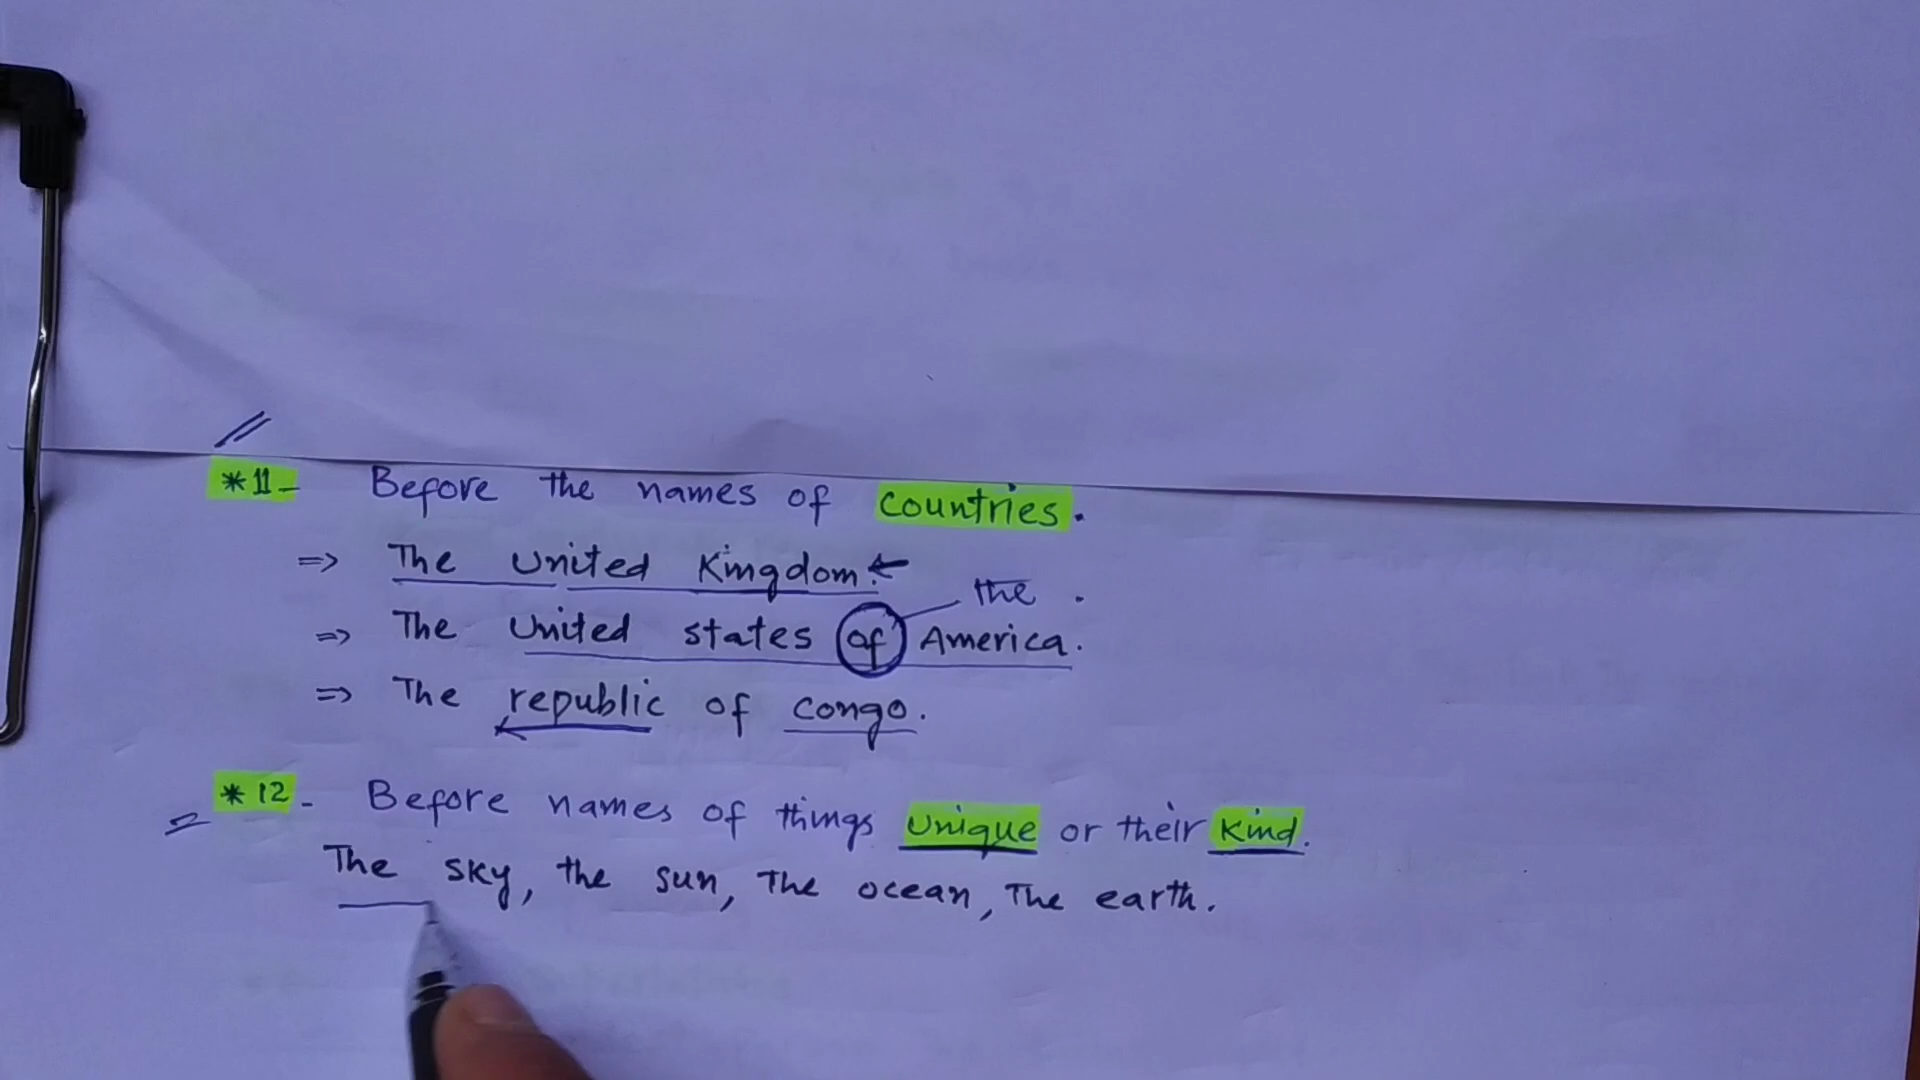 *11- Before the names of countries.
=> The United Kingdom.
the .
=> The United states of America.
=> The republic of congo.
*12- Before names of things unique or their kind.
The sky, the sun, The ocean, The earth.